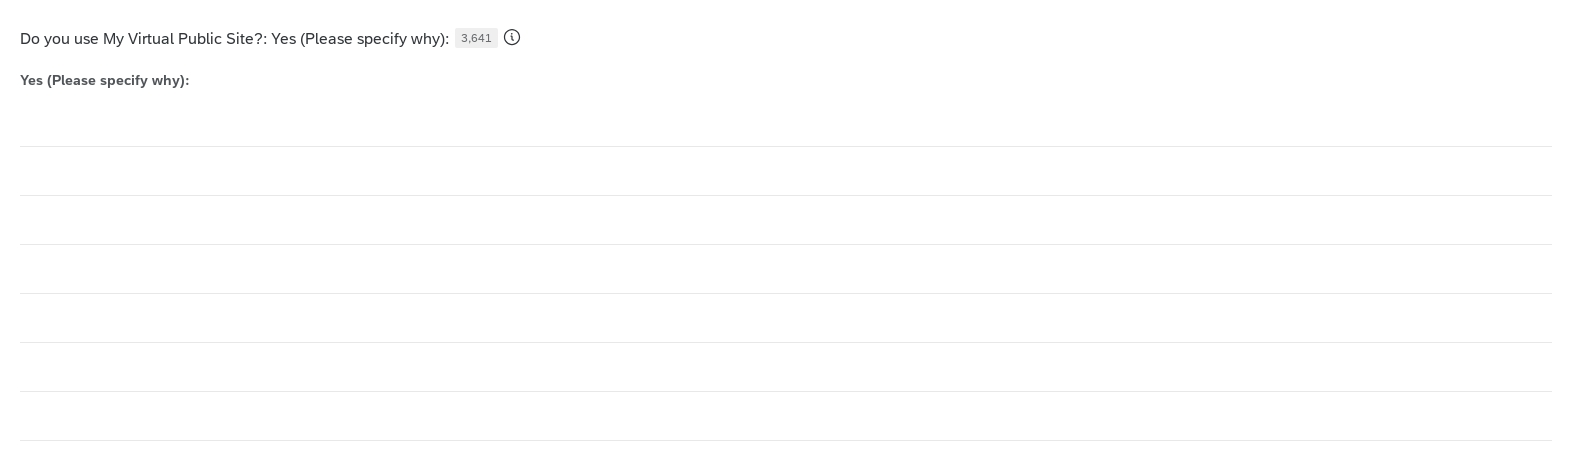 Do you use My Virtual Public Site?: Yes (Please specify why): 3,641
Yes (Please specify why):